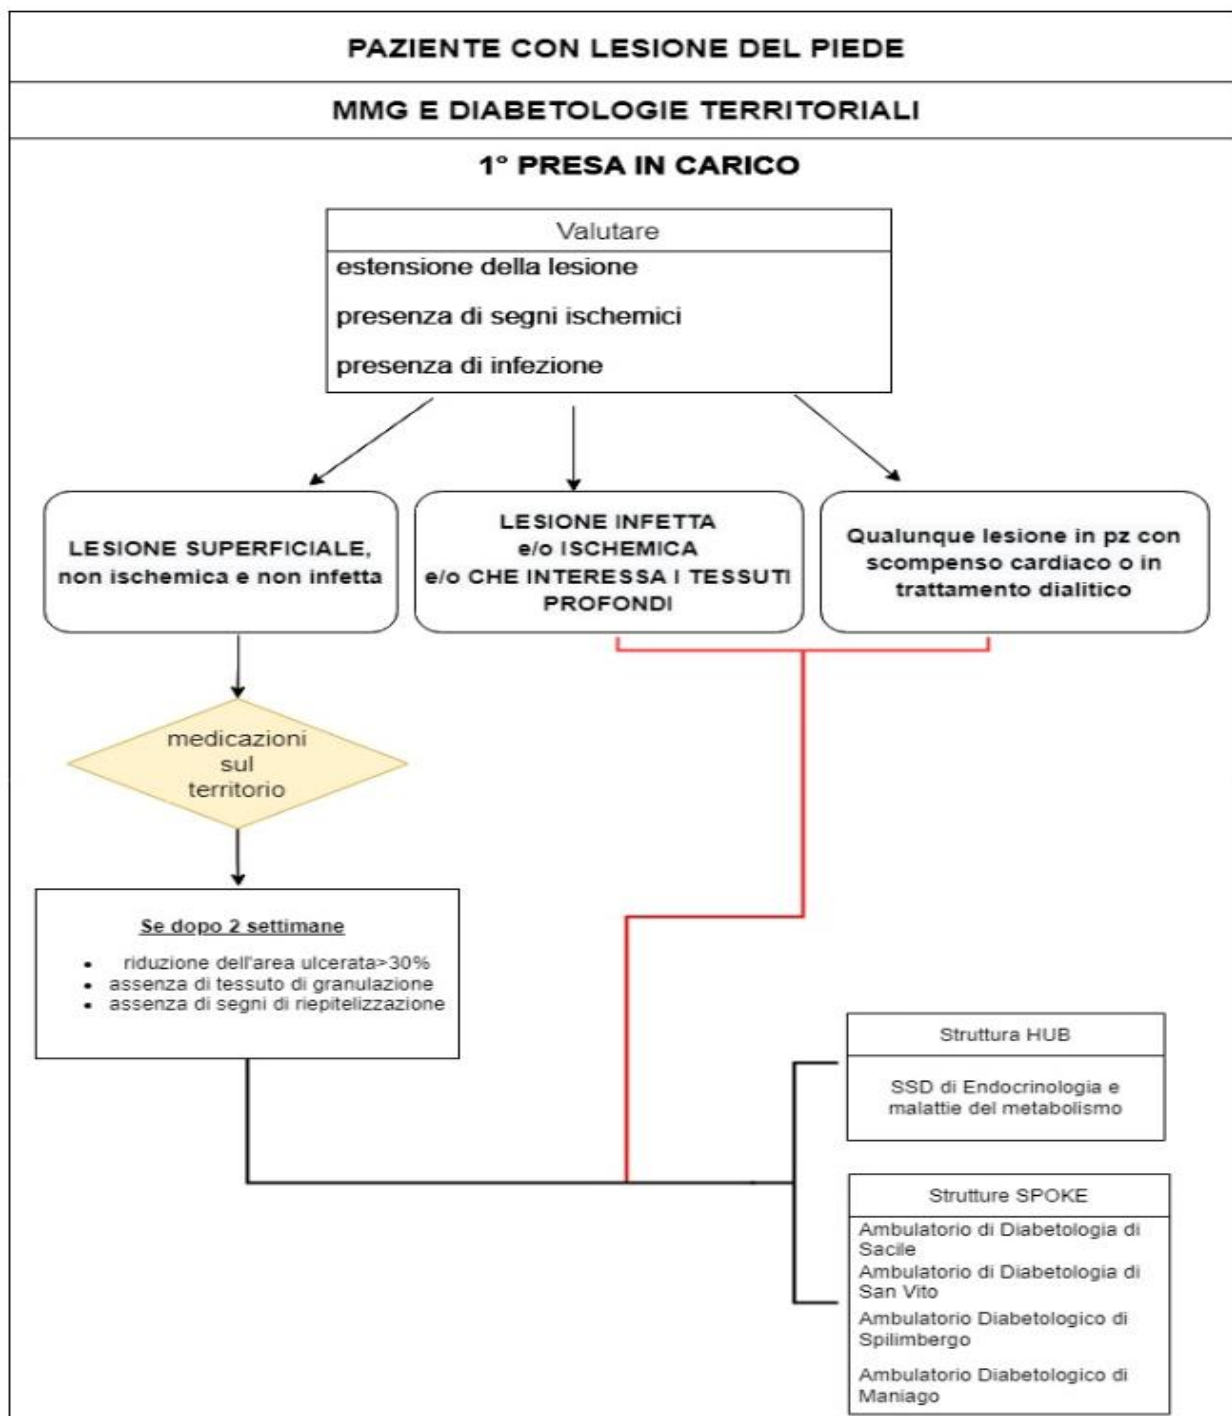 PAZIENTE CON LESIONE DEL PIEDE
MMG E DIABETOLOGIE TERRITORIALI
1° PRESA IN CARICO
Valutare
estensione della lesione
presenza di segni ischemici
presenza di infezione
LESIONE SUPERFICIALE,
non ischemica e non infetta
LESIONE INFETTA
e/o ISCHEMICA
e/o CHE INTERESSA I TESSUTI
PROFONDI
Qualunque lesione in pz con
scompenso cardiaco o in
trattamento dialitico
medicazioni
sul
territorio
Se dopo 2 settimane
• riduzione dell'area ulcerata>30%
• assenza di tessuto di granulazione
• assenza di segni di riepitelizzazione
Struttura HUB
SSD di Endocrinologia e
malattie del metabolismo
Strutture SPOKE
Ambulatorio di Diabetologia di
Sacile
Ambulatorio di Diabetologia di
San Vito
Ambulatorio Diabetologico di
Spilimbergo
Ambulatorio Diabetologico di
Maniago